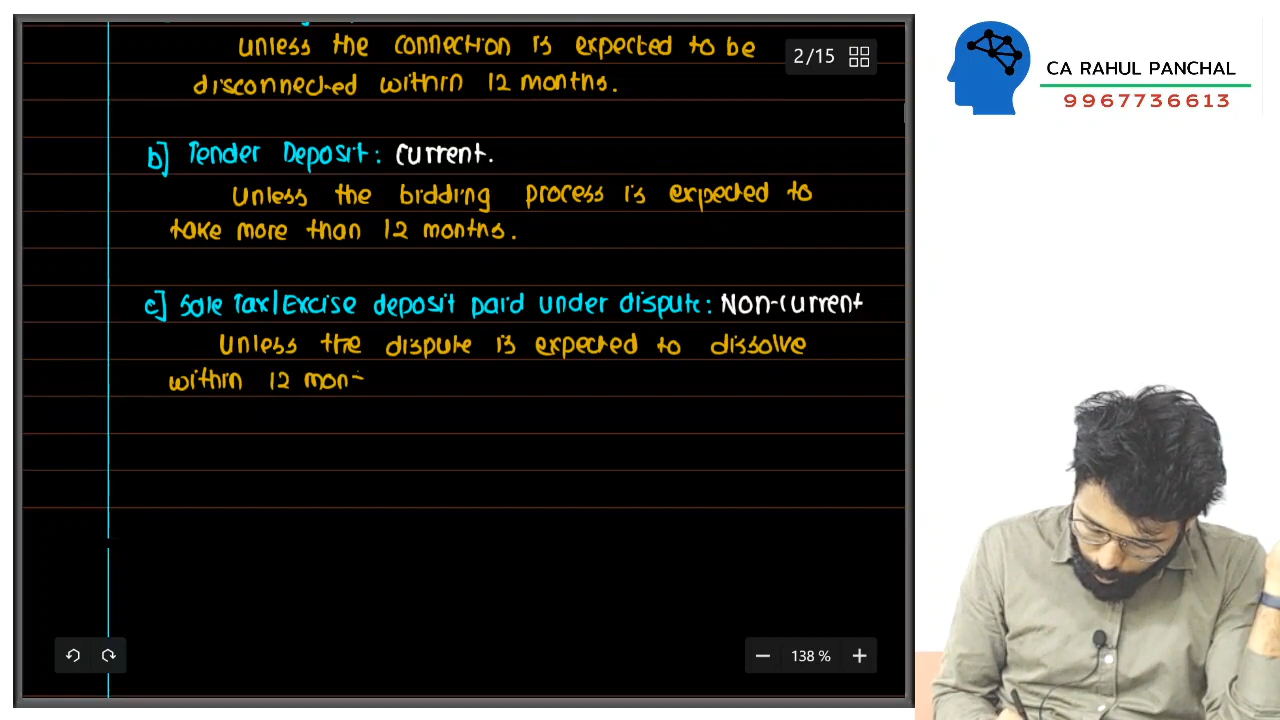 unless the connection is expected to be
disconnected within 12 months.
2/15
CA RAHUL PANCHAL
9967736613
b] Tender Deposit: Current.
Unless the bidding process is expected to
take more than 12 months.
c] Sale Tax/Excise deposit paid under dispute: Non-current
Unless the dispute is expected to dissolve
within 12 mon
138 %